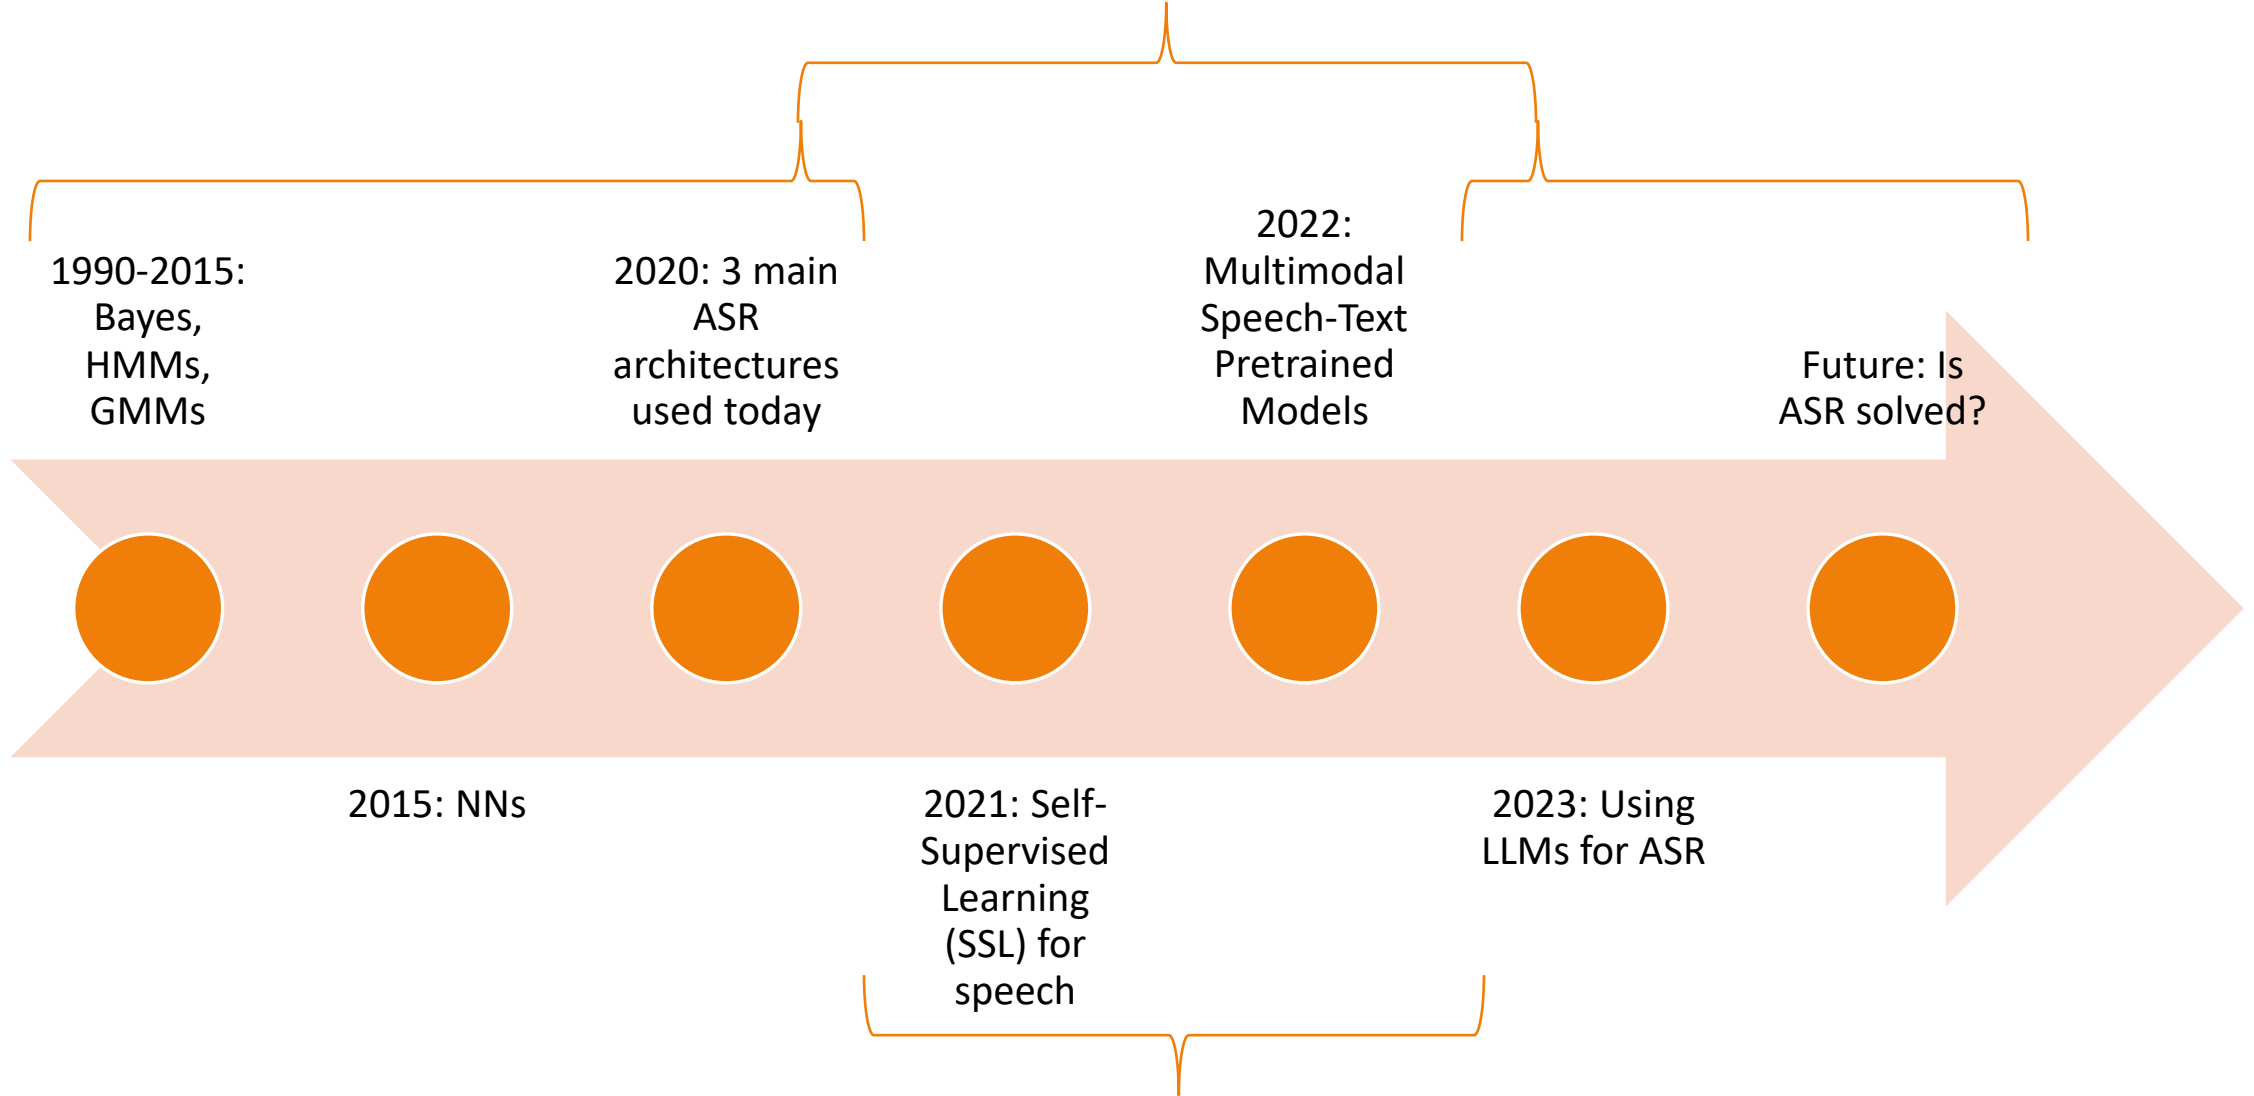 1990-2015:
Bayes,
HMMs,
GMMs
2015: NNs
2020: 3 main
ASR
architectures
used today
2021: Self-
Supervised
Learning
(SSL) for
speech
2022:
Multimodal
Speech-Text
Pretrained
Models
2023: Using
LLMs for ASR
Future: Is
ASR solved?